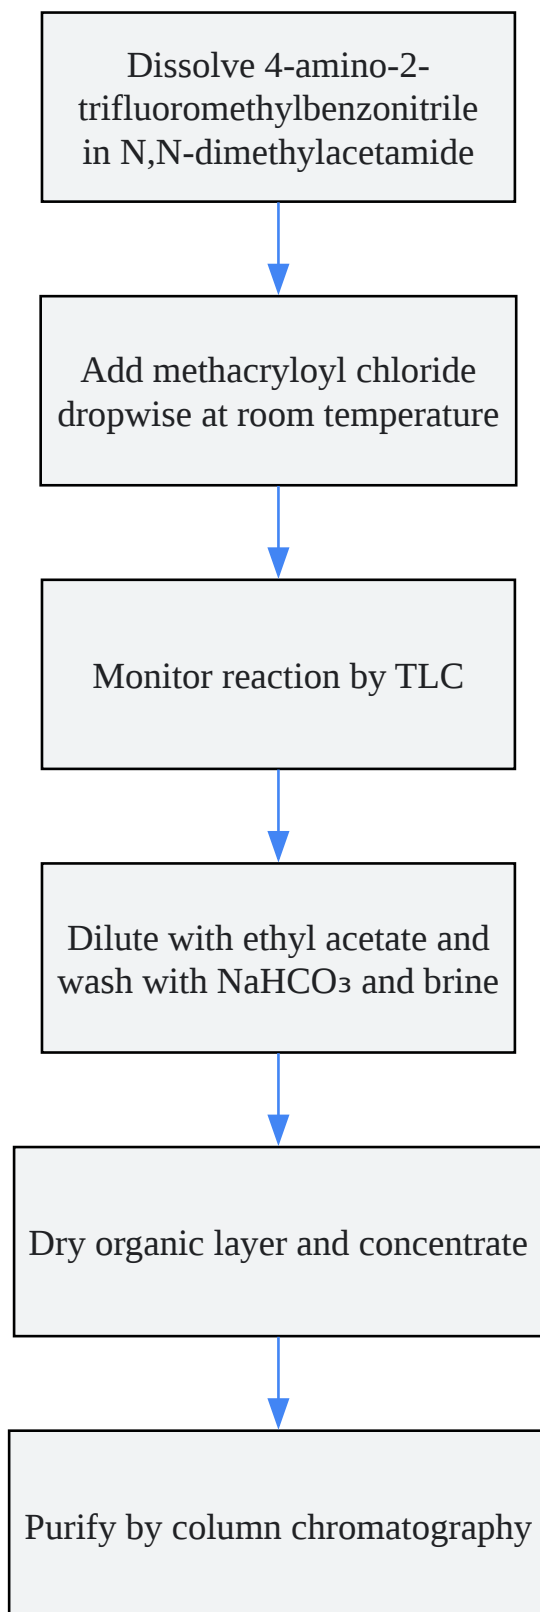 Dissolve 4-amino-2-
trifluoromethylbenzonitrile
in N,N-dimethylacetamide
Add methacryloyl chloride
dropwise at room temperature
Monitor reaction by TLC
Dilute with ethyl acetate and
wash with NaHCO₃ and brine
Dry organic layer and concentrate
Purify by column chromatography